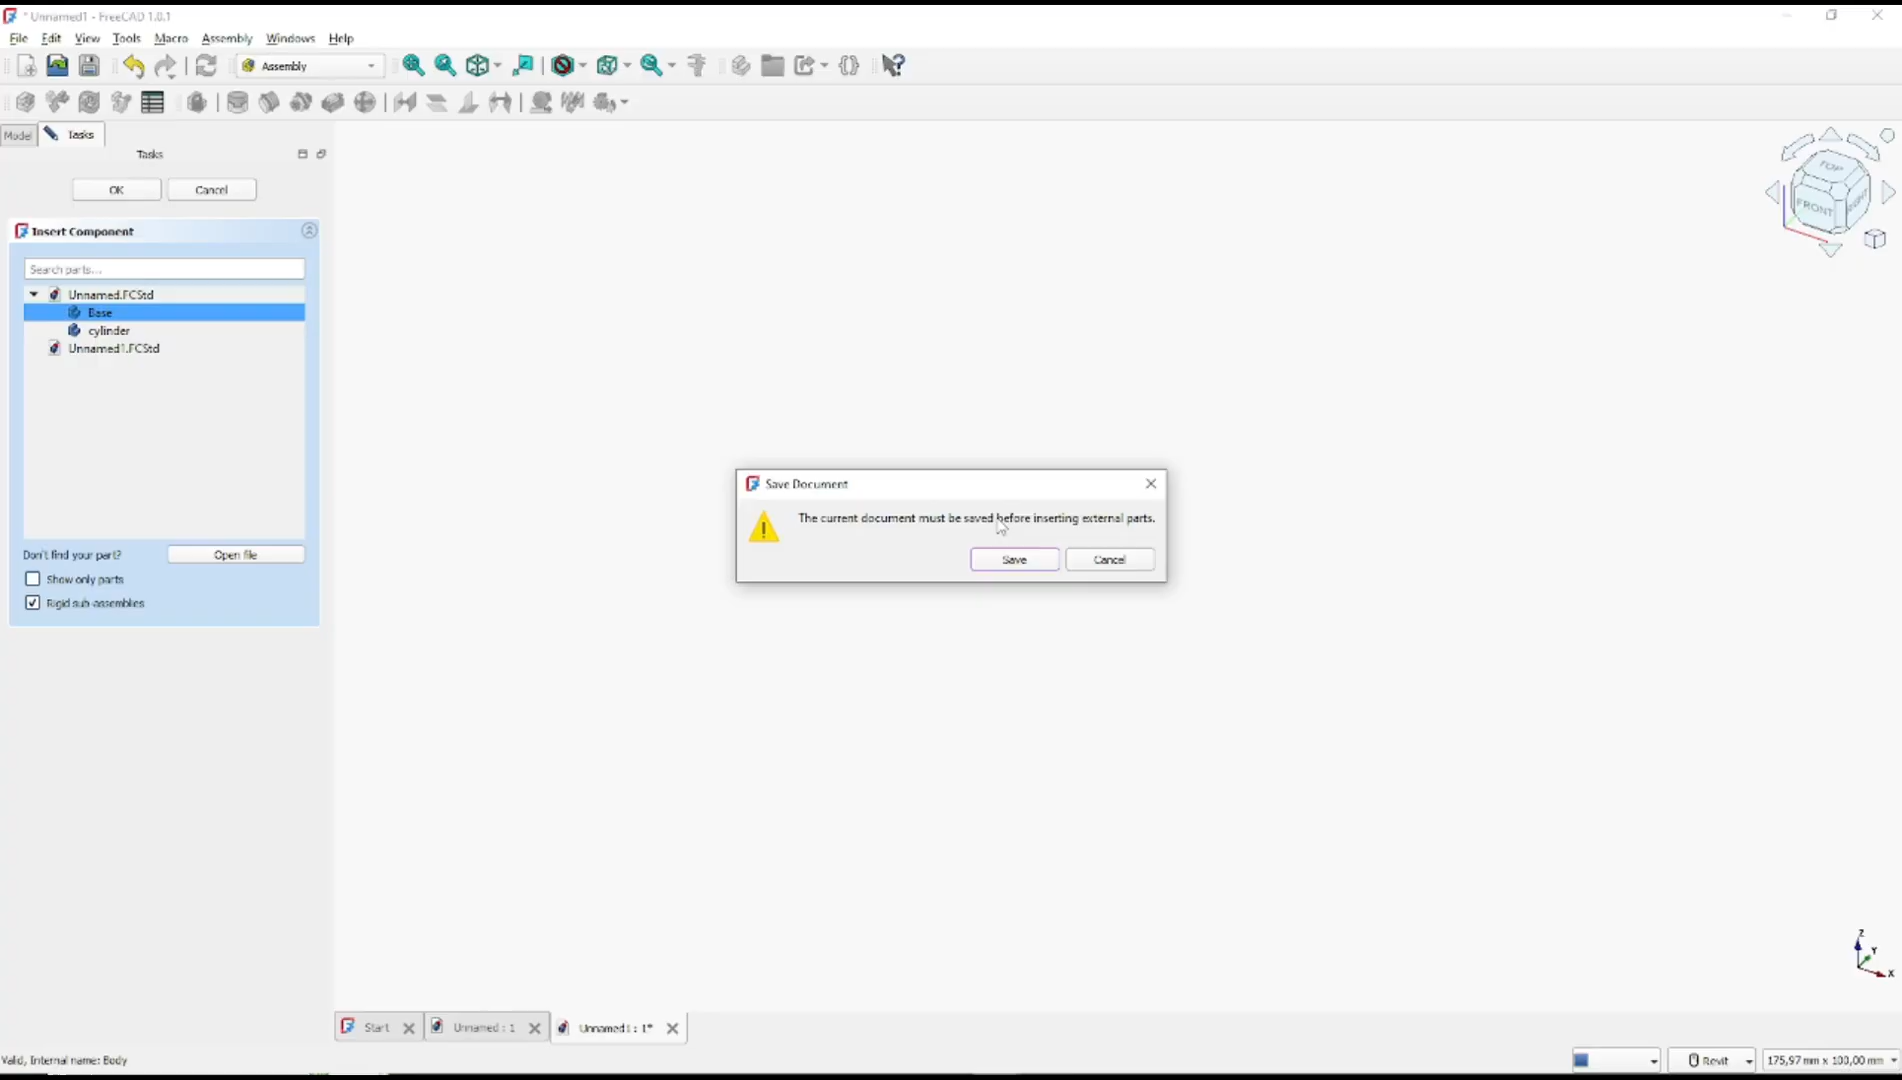 * Unnamed1 - FreeCAD 1.0.1
File Edit View Tools Macro Assembly Windows Help
Assembly
Model Tasks
Tasks
OK Cancel
Insert Component
Search parts...
Unnamed.FCStd
Base
cylinder
Unnamed1.FCStd
Don't find your part? Open file
Show only parts
Rigid sub-assemblies
Save Document
The current document must be saved before inserting external parts.
Save Cancel
TOP
FRONT
RIGHT
Z
Y
X
Start Unnamed : 1 Unnamed1 : 1*
Valid, Internal name: Body
Revit 175,97 mm x 100,00 mm